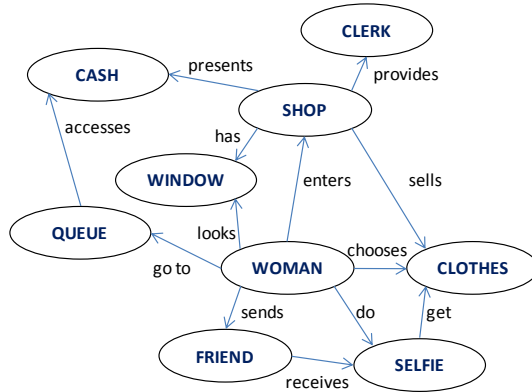 CLERK
presents
CASH
provides
SHOP
accesses
has
WINDOW
enters
sells
looks
QUEUE
chooses
go to
WOMAN
CLOTHES
sends
do
get
FRIEND
SELFIE
receives